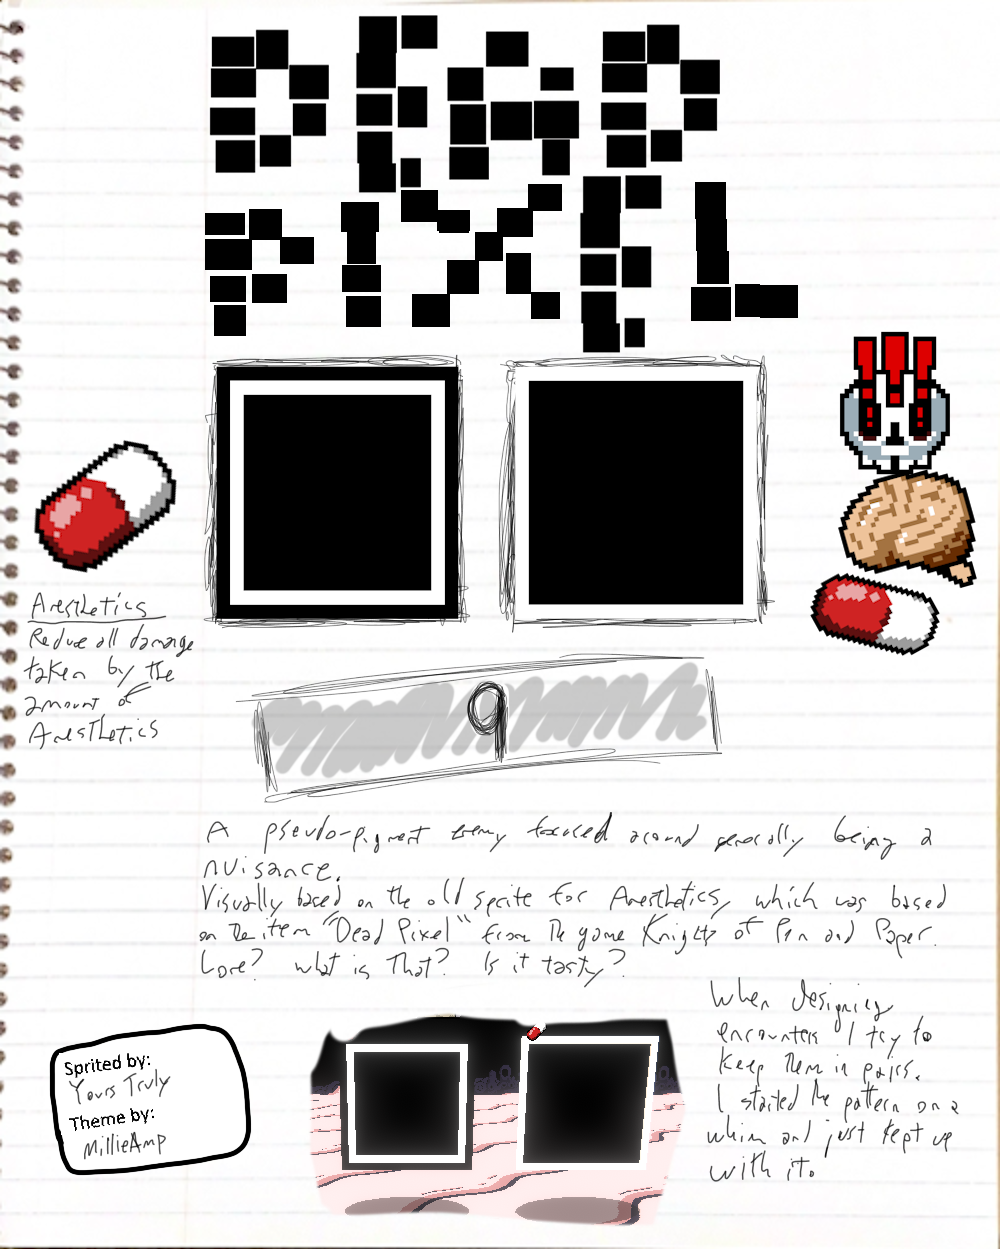 DEAD
PIXEL
Anesthetics
Reduce all damage
taken by the
amount of
Anesthetics
9
A pseudo-pigment enemy focused around generally being a
nuisance.
Visually based on the old sprite for Anesthetics, which was based
on the item "Dead Pixel" from the game Knights of Pen and Paper.
Lore? What is that? Is it tasty?
When designing
encounters I try to
keep them in pairs.
I started the pattern on a
whim and just kept up
with it.
Sprited by:
Yours Truly
Theme by:
MillieAmp